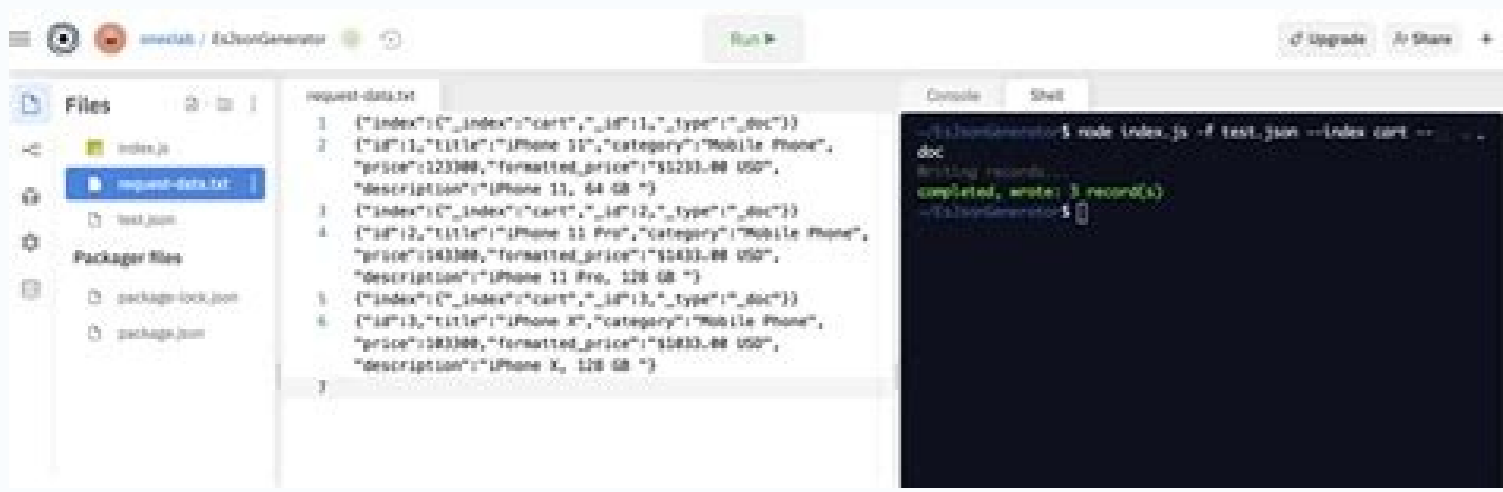 / EsJsonGenerator
Run
Upgrade
Share
Files
index.js
request-data.txt
test.json
Packager files
package-lock.json
package.json
request-data.txt
1 {"index":{"_index":"cart","_id":1,"_type":"_doc"}}
2 {"id":1,"title":"iPhone 11","category":"Mobile Phone",
"price":123300,"formatted_price":"$1233.00 USD",
"description":"iPhone 11, 64 GB "}
3 {"index":{"_index":"cart","_id":2,"_type":"_doc"}}
4 {"id":2,"title":"iPhone 11 Pro","category":"Mobile Phone",
"price":143300,"formatted_price":"$1433.00 USD",
"description":"iPhone 11 Pro, 128 GB "}
5 {"index":{"_index":"cart","_id":3,"_type":"_doc"}}
6 {"id":3,"title":"iPhone X","category":"Mobile Phone",
"price":103300,"formatted_price":"$1033.00 USD",
"description":"iPhone X, 128 GB "}
7
Console
Shell
~/EsJsonGenerator$ node index.js -f test.json --index cart --
doc
Writing records...
completed, wrote: 3 record(s)
~/EsJsonGenerator$